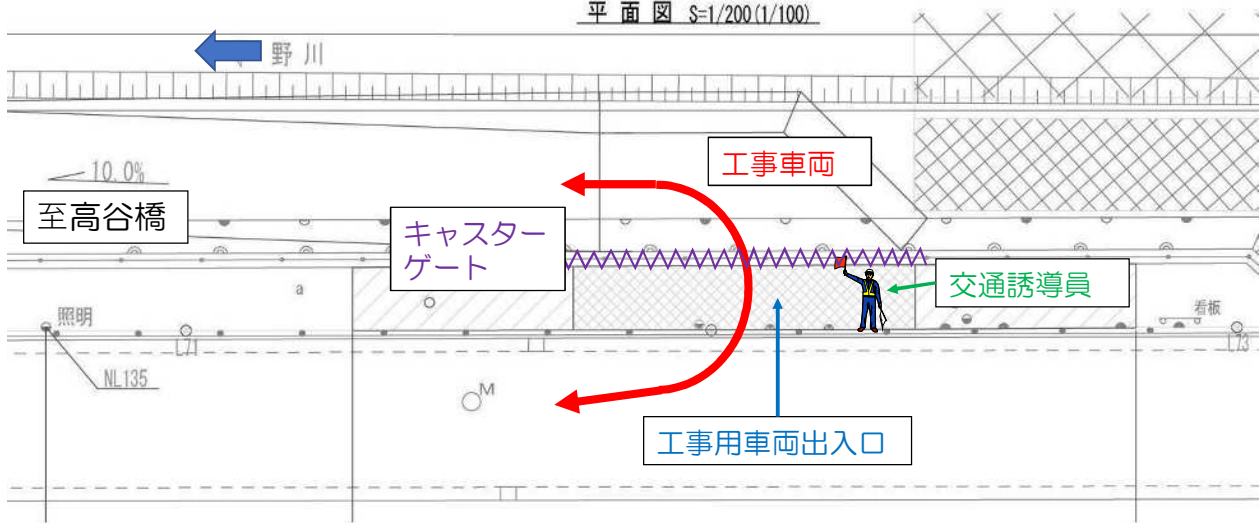 平面図 S=1/200(1/100)
野川
工事車両
10.0%
至高谷橋
キャスター
ゲート
交通誘導員
a
照明
看板
L71
L73
NL135
M
工事用車両出入口